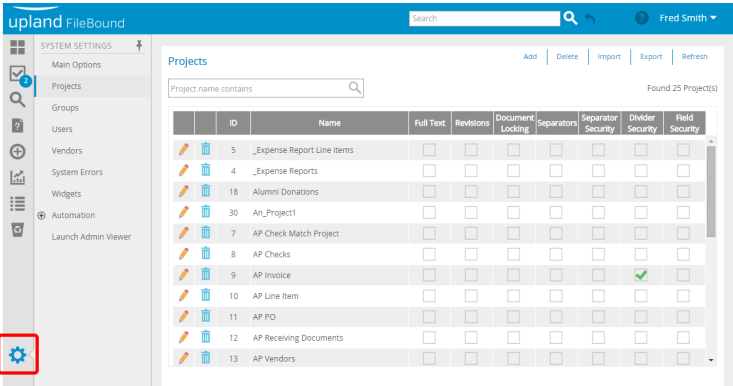 upland FileBound
Search
? Fred Smith
SYSTEM SETTINGS
Main Options
Projects
Groups
Users
Vendors
System Errors
Widgets
Automation
Launch Admin Viewer
2
?
Projects
Add Delete Import Export Refresh
Project name contains
Found 25 Project(s)
ID Name Full Text Revisions Document Locking Separators Separator Security Divider Security Field Security
5 _Expense Report Line items
4 _Expense Reports
18 Alumni Donations
30 An_Project1
7 AP Check Match Project
8 AP Checks
9 AP Invoice
10 AP Line Item
11 AP PO
12 AP Receiving Documents
13 AP Vendors